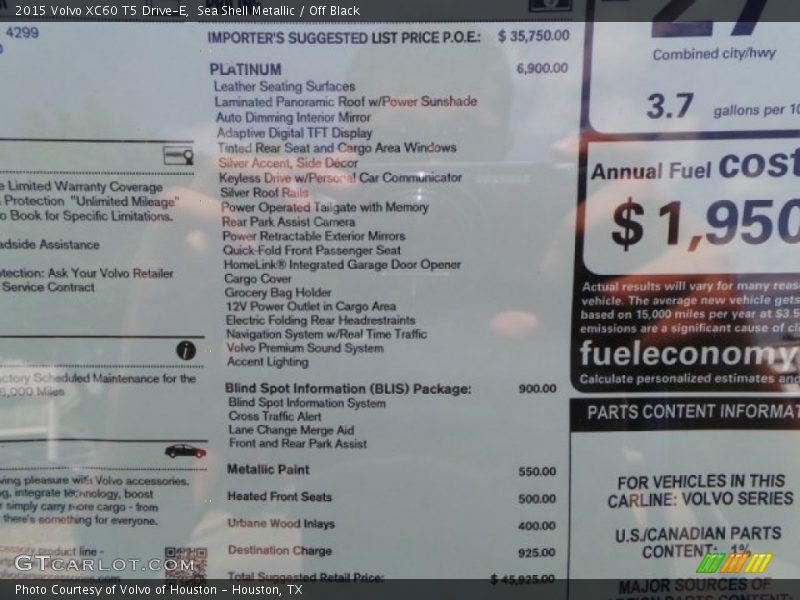 2015 Volvo XC60 T5 Drive-E, Sea Shell Metallic / Off Black
4299
Limited Warranty Coverage
Protection "Unlimited Mileage"
Book for Specific Limitations.
Assistance
Ask Your Volvo Retailer
Service Contract
Scheduled Maintenance for the
Miles
pleasure with Volvo accessories.
integrate technology, boost
simply carry more cargo - from
there's something for everyone.
product line -
IMPORTER'S SUGGESTED LIST PRICE P.O.E.: $ 35,750.00
PLATINUM 6,900.00
Leather Seating Surfaces
Laminated Panoramic Roof w/Power Sunshade
Auto Dimming Interior Mirror
Adaptive Digital TFT Display
Tinted Rear Seat and Cargo Area Windows
Silver Accent, Side Décor
Keyless Drive w/Personal Car Communicator
Silver Roof Rails
Power Operated Tailgate with Memory
Rear Park Assist Camera
Power Retractable Exterior Mirrors
Quick-Fold Front Passenger Seat
HomeLink® Integrated Garage Door Opener
Cargo Cover
Grocery Bag Holder
12V Power Outlet in Cargo Area
Electric Folding Rear Headrestraints
Navigation System w/Real Time Traffic
Volvo Premium Sound System
Accent Lighting
Blind Spot Information (BLIS) Package: 900.00
Blind Spot Information System
Cross Traffic Alert
Lane Change Merge Aid
Front and Rear Park Assist
Metallic Paint 550.00
Heated Front Seats 500.00
Urbane Wood Inlays 400.00
Destination Charge 925.00
Total Suggested Retail Price: $ 45,925.00
27
Combined city/hwy
3.7 gallons per
Annual Fuel cost
$1,950
Actual results will vary for many
vehicle. The average new vehicle gets
based on 15,000 miles per year at
emissions are a significant cause of
fueleconomy
Calculate personalized estimates and
PARTS CONTENT
FOR VEHICLES IN THIS
CARLINE: VOLVO SERIES
U.S./CANADIAN PARTS
CONTENT: 1%
MAJOR SOURCES OF
GTCARLOT.COM
Photo Courtesy of Volvo of Houston - Houston, TX